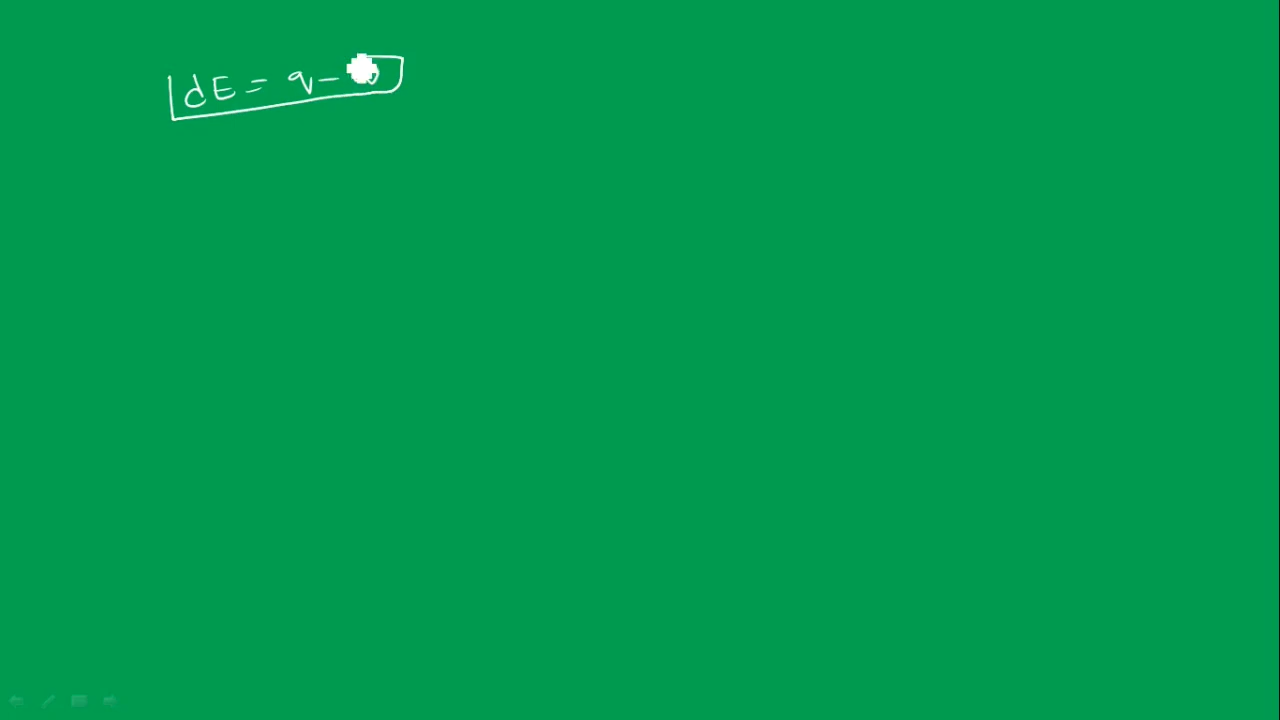 dE = q -